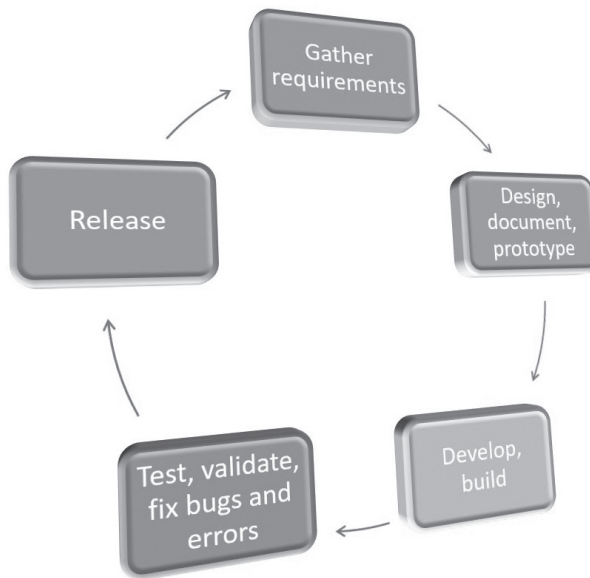 Gather
requirements
Design,
document,
prototype
Develop,
build
Test, validate,
fix bugs and
errors
Release